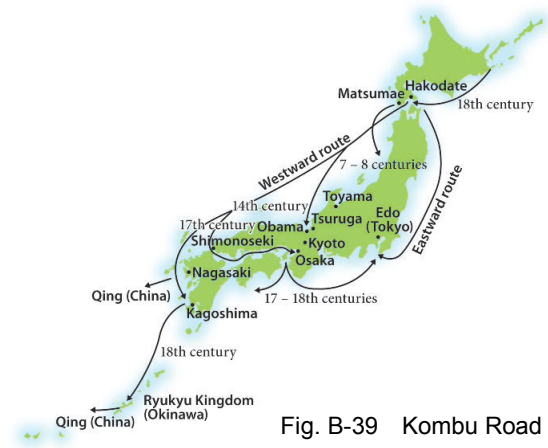 Hakodate
Matsumae
18th century
7 – 8 centuries
Westward route
Eastward route
Toyama
14th century
Edo
(Tokyo)
17th century
Obama
Tsuruga
Shimonoseki
Kyoto
Osaka
Nagasaki
Qing (China)
17 – 18th centuries
Kagoshima
18th century
Ryukyu Kingdom
(Okinawa)
Qing (China)
Fig. B-39 Kombu Road